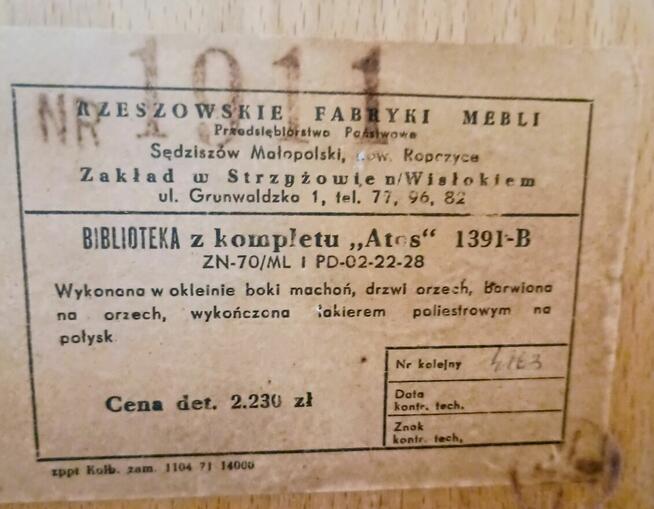 NR 1911
RZESZOWSKIE FABRYKI MEBLI
Przedsiębiorstwo Państwowe
Sędziszów Małopolski, pow. Ropczyce
Zakład w Strzyżowie n/Wisłokiem
ul. Grunwaldzka 1, tel. 77, 96, 82
BIBLIOTEKA z kompletu „Atos“ 1391-B
ZN-70/ML I PD-02-22-28
Wykonana w okleinie boki machoń, drzwi orzech, barwiona
na orzech, wykończona lakierem poliestrowym na
połysk
Nr kolejny
Cena det. 2.230 zł
Data
kontr. tech.
Znak
kontr. tech.
zppt Kolb. zam. 1104 71 14000